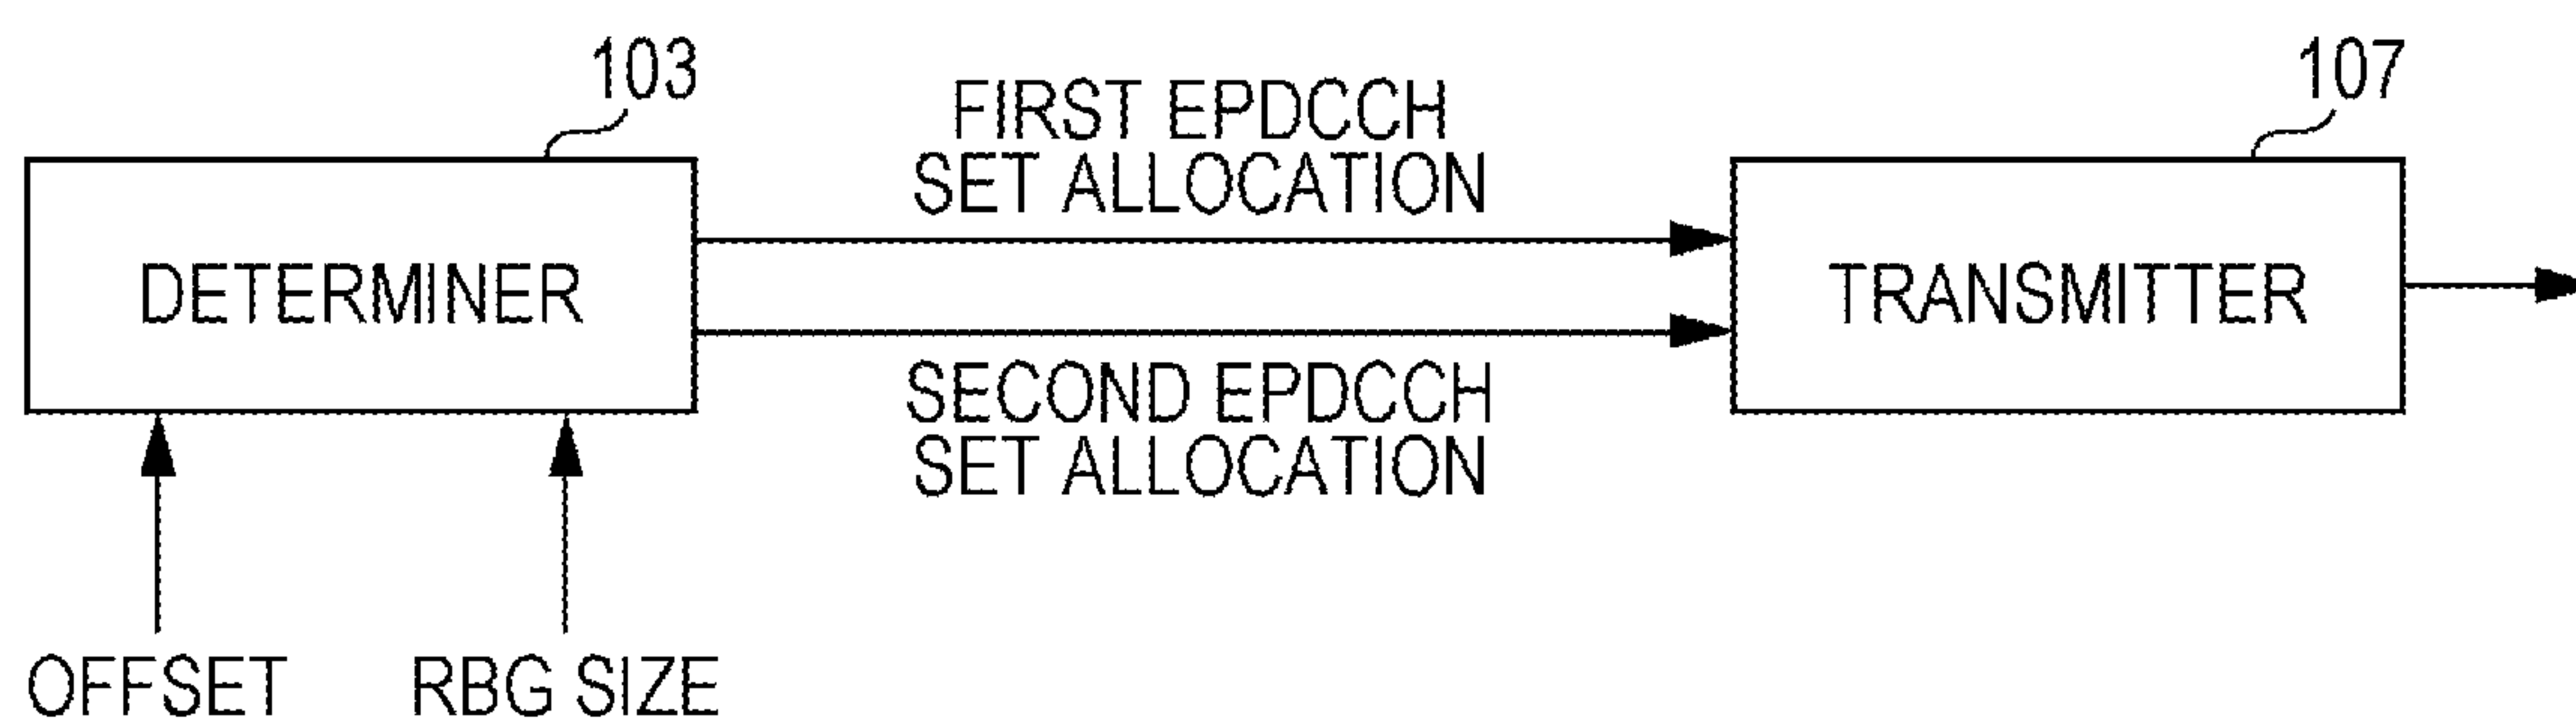 103
107
FIRST EPDCCH
SET ALLOCATION
DETERMINER
TRANSMITTER
SECOND EPDCCH
SET ALLOCATION
OFFSET
RBG SIZE